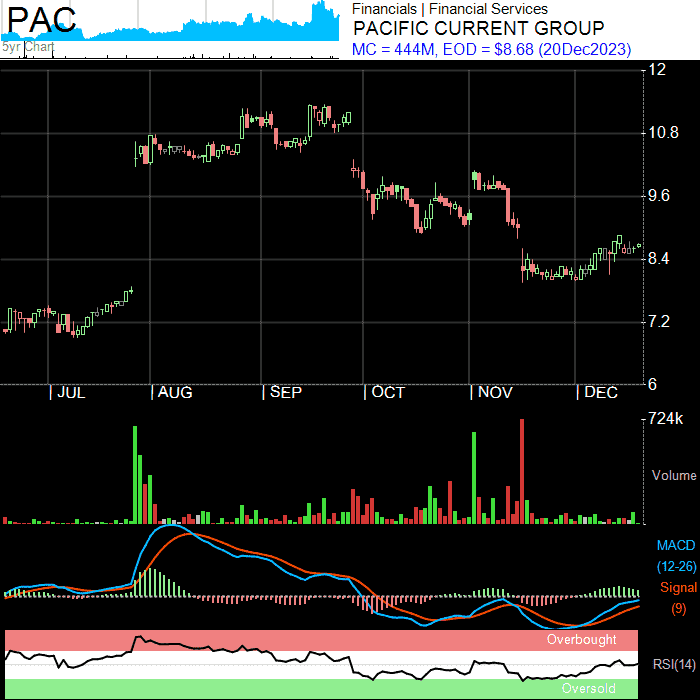 PAC
5yr Chart
Financials | Financial Services
PACIFIC CURRENT GROUP
MC = 444M, EOD = $8.68 (20Dec2023)
12
10.8
9.6
8.4
7.2
6
JUL
AUG
SEP
OCT
NOV
DEC
724k
Volume
MACD
(12-26)
Signal
(9)
Overbought
RSI(14)
Oversold